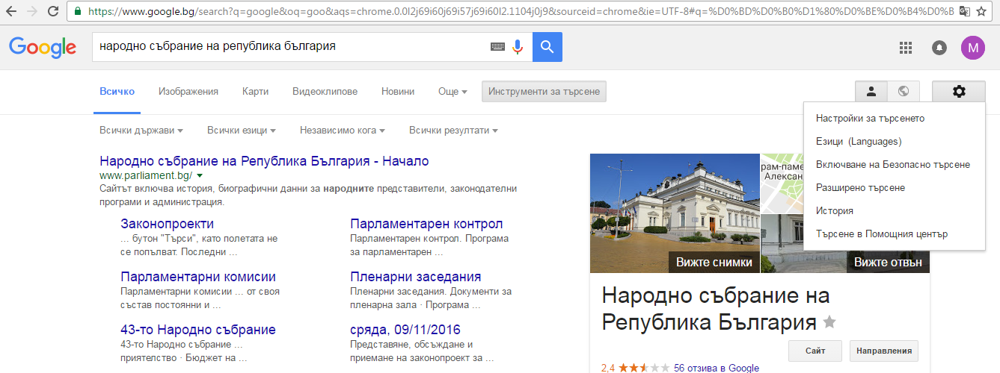 https://www.google.bg/search?q=google&oq=goo&aqs=chrome.0.0l2j69i60j69i57j69i60l2.1104j0j9&sourceid=chrome&ie=UTF-8#q=%D0%BD%D0%B0%D1%80%D0%BE%D0%B4%D0%B
Google
народно събрание на република българия
M
Всичко Изображения Карти Видеоклипове Новини Още Инструменти за търсене
Всички държави Всички езици Независимо кога Всички резултати
Настройки за търсенето
Езици (Languages)
Включване на Безопасно търсене
Разширено търсене
История
Търсене в Помощния център
Народно събрание на Република България - Начало
www.parliament.bg/
Сайтът включва история, биографични данни за народните представители, законодателни
програми и администрация.
Законопроекти
... бутон "Търси", като полетата не
се попълват. Последни ...
Парламентарен контрол
Парламентарен контрол. Програма
за парламентарен ...
Парламентарни комисии
Парламентарни комисии ... от своя
състав постоянни и ...
Пленарни заседания
Пленарни заседания. Документи за
пленарна зала · Програма ...
43-то Народно събрание
43-то Народно събрание ...
приятелство · Бюджет на ...
сряда, 09/11/2016
Представяне, обсъждане и
приемане на законопроект за ...
рам-паме
Алексан
Вижте снимки
Вижте отвън
Народно събрание на
Република България
Сайт Направления
2,4 56 отзива в Google